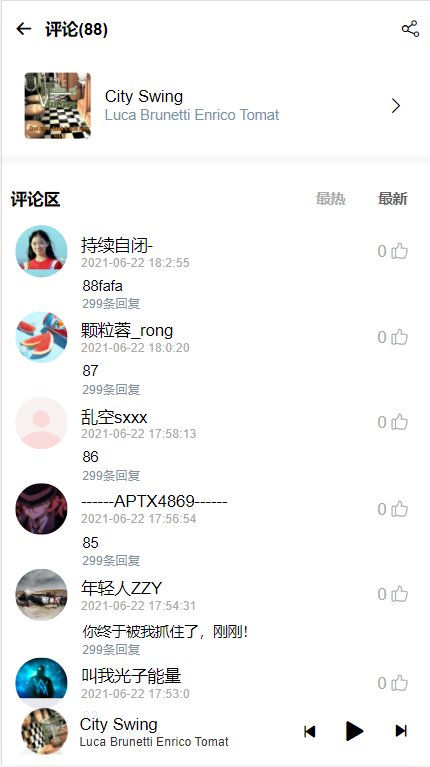 评论(88)
City Swing
Luca Brunetti Enrico Tomat
评论区
最热 最新
持续自闭-
2021-06-22 18:2:55
0
88fafa
299条回复
颗粒蓉_rong
2021-06-22 18:0:20
0
87
299条回复
乱空sxxx
2021-06-22 17:58:13
0
86
299条回复
------APTX4869------
2021-06-22 17:56:54
0
85
299条回复
年轻人ZZY
2021-06-22 17:54:31
0
你终于被我抓住了，刚刚！
299条回复
叫我光子能量
2021-06-22 17:53:0
0
City Swing
Luca Brunetti Enrico Tomat